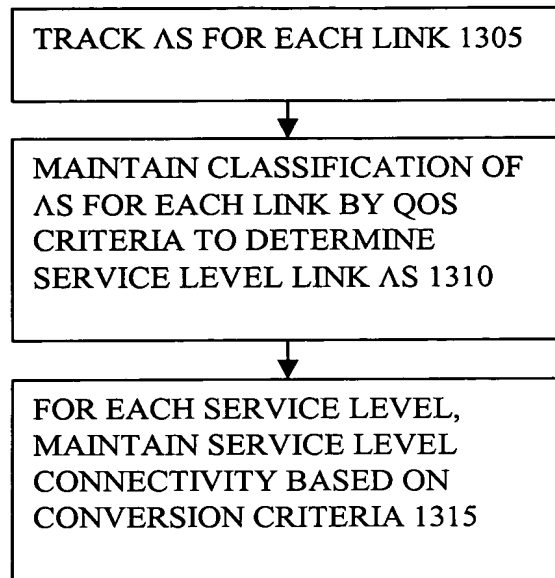 TRACK ΛS FOR EACH LINK 1305
MAINTAIN CLASSIFICATION OF
ΛS FOR EACH LINK BY QOS
CRITERIA TO DETERMINE
SERVICE LEVEL LINK ΛS 1310
FOR EACH SERVICE LEVEL,
MAINTAIN SERVICE LEVEL
CONNECTIVITY BASED ON
CONVERSION CRITERIA 1315